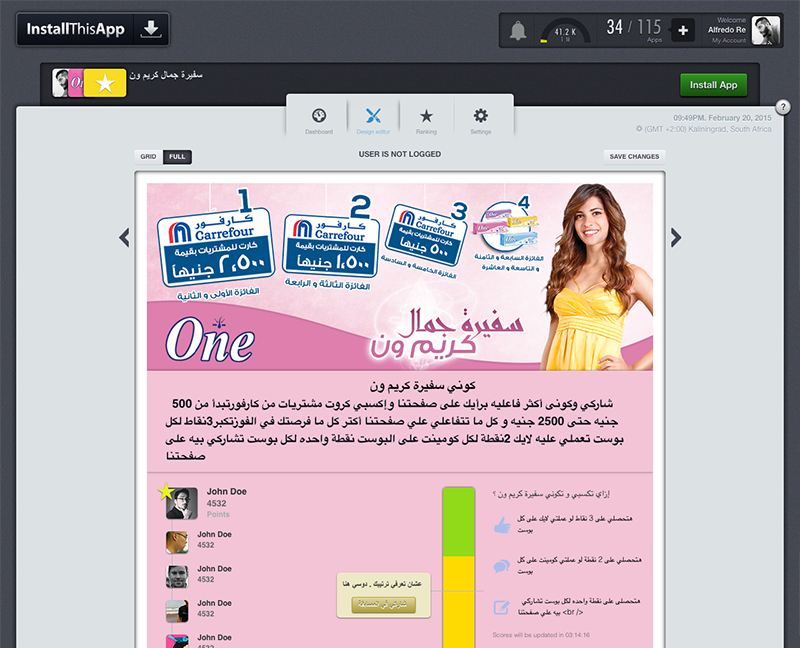 InstallThisApp
41.2 K
1 N
34 / 115
Apps
Welcome
Alfredo Re
My Account
سفيرة جمال كريم ون
Install App
?
Dashboard
Design editor
Ranking
Settings
09:49PM. February 20, 2015
(GMT +2:00) Kaliningrad, South Africa
GRID
FULL
USER IS NOT LOGGED
SAVE CHANGES
1
كارفور
Carrefour
كارت للمشتريات بقيمة
٢,٥٠٠ جنيهاً
الفائزة الأولى و الثانية
2
كارفور
Carrefour
كارت للمشتريات بقيمة
١,٥٠٠ جنيهاً
الفائزة الثالثة و الرابعة
3
كارفور
Carrefour
كارت للمشتريات بقيمة
٥٠٠ جنيهاً
الفائزة الخامسة و السادسة
4
الفائزة السابعة و الثامنة
و التاسعة و العاشرة
One
سفيرة جمال
كريم ون
كوني سفيرة كريم ون
شاركي وكونى أكثر فاعليه برأيك على صفحتنا وإكسبي كروت مشتريات من كارفورتبدأ من 500
جنيه حتى 2500 جنيه و كل ما تتفاعلي علي صفحتنا أكتر كل ما فرصتك في الفوزتكبر3نقاط لكل
بوست تعملي عليه لايك 2نقطة لكل كومينت على البوست نقطة واحده لكل بوست تشاركي بيه على
صفحتنا
John Doe
4532
Points
John Doe
4532
John Doe
4532
John Doe
4532
John Doe
4532
عشان تعرفي ترتيبك , دوسي هنا
شاركي في المسابقة
إزاي تكسبي و تكوني سفيرة كريم ون ؟
هتحصلي على 3 نقاط لو عملتي لايك على كل
بوست
هتحصلي على 2 نقطة لو عملتي كومينت على كل
بوست
هتحصلي على نقطة واحده لكل بوست تشاركي
بيه على صفحتنا <br />
Scores will be updated in 03:14:16